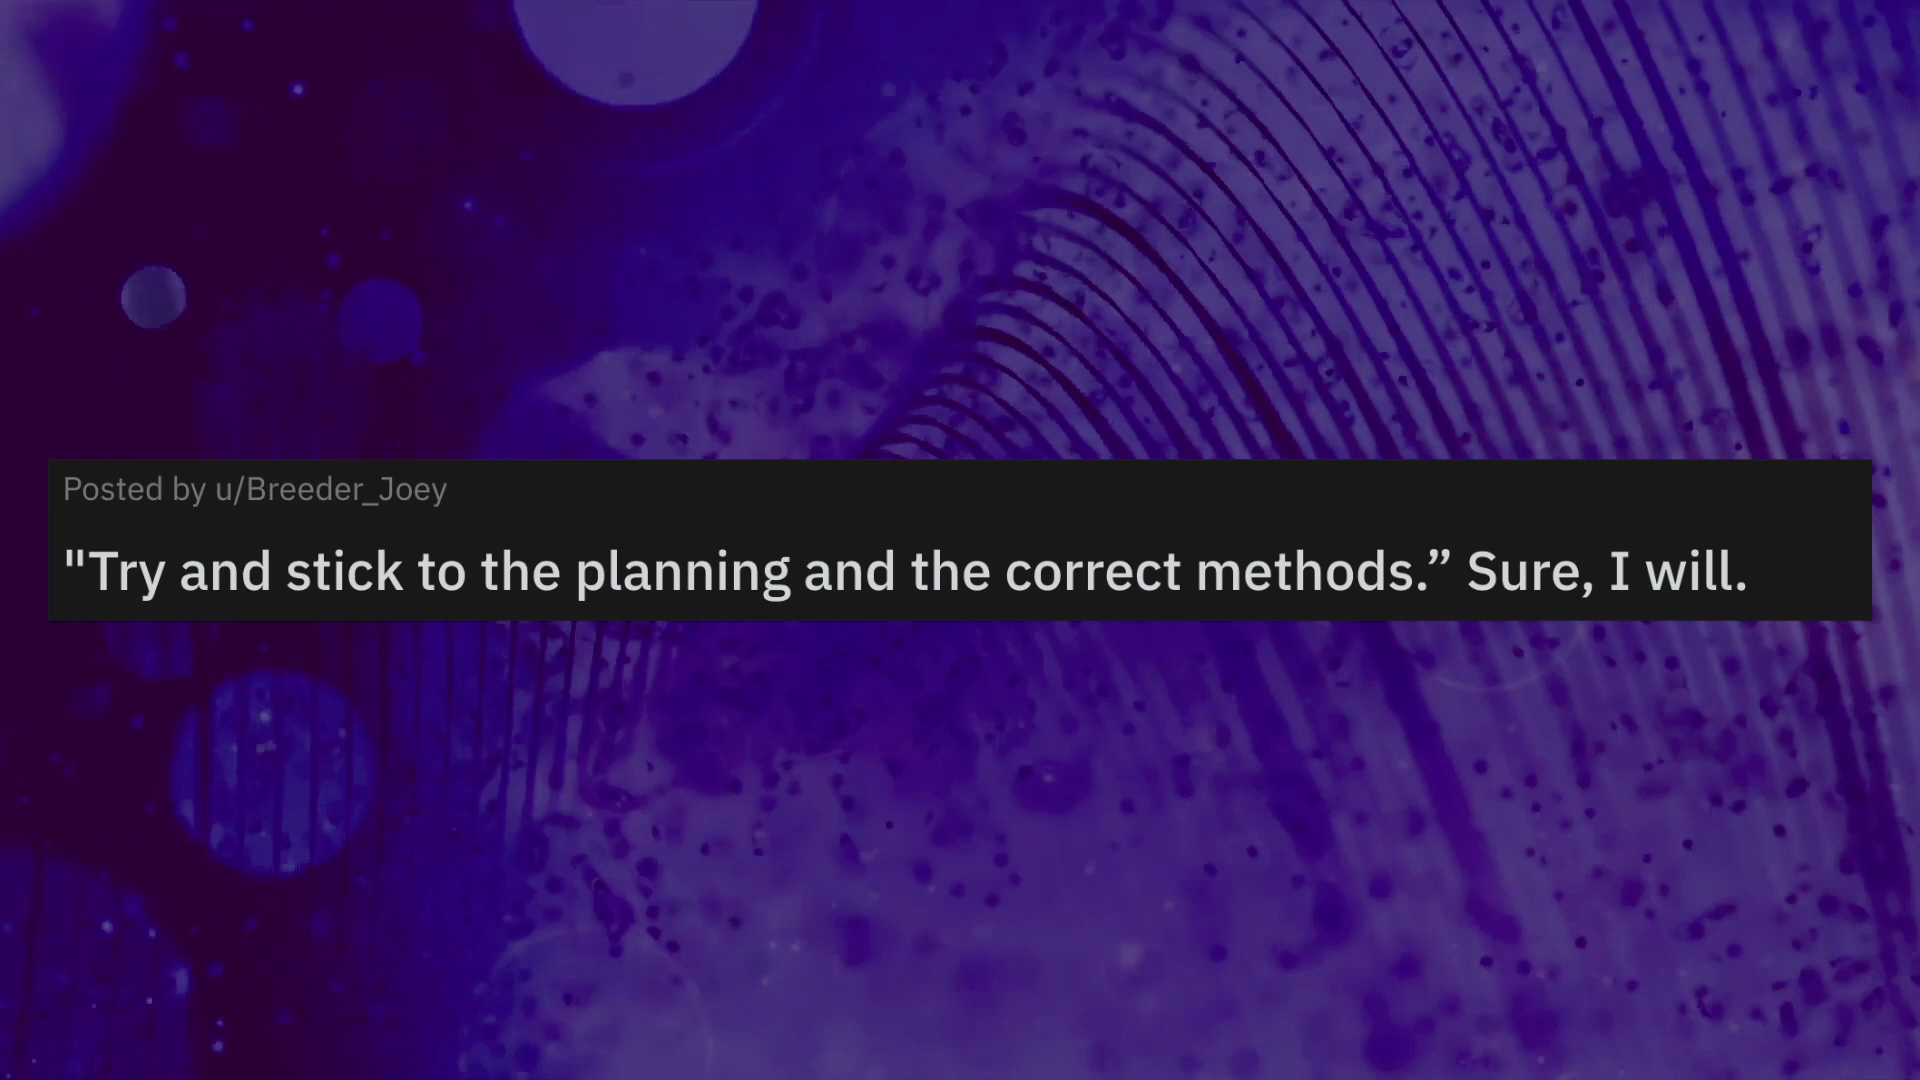 Posted by u/Breeder_Joey
"Try and stick to the planning and the correct methods.” Sure, I will.